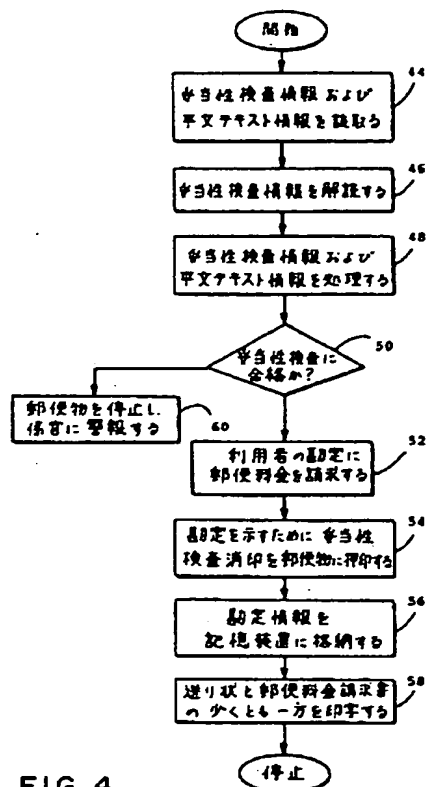 開始
44
妥当性検査情報および
平文テキスト情報を読取る
46
妥当性検査情報を解読する
48
妥当性検査情報および
平文テキスト情報を処理する
50
妥当性検査に
合格か?
郵便物を停止し
係官に警報する
60
52
利用者の勘定に
郵便料金を請求する
54
勘定を示すために妥当性
検査消印を郵便物に押印する
56
勘定情報を
記憶装置に格納する
58
送り状と郵便料金請求書
の少くとも一方を印字する
停止
FIG. 4